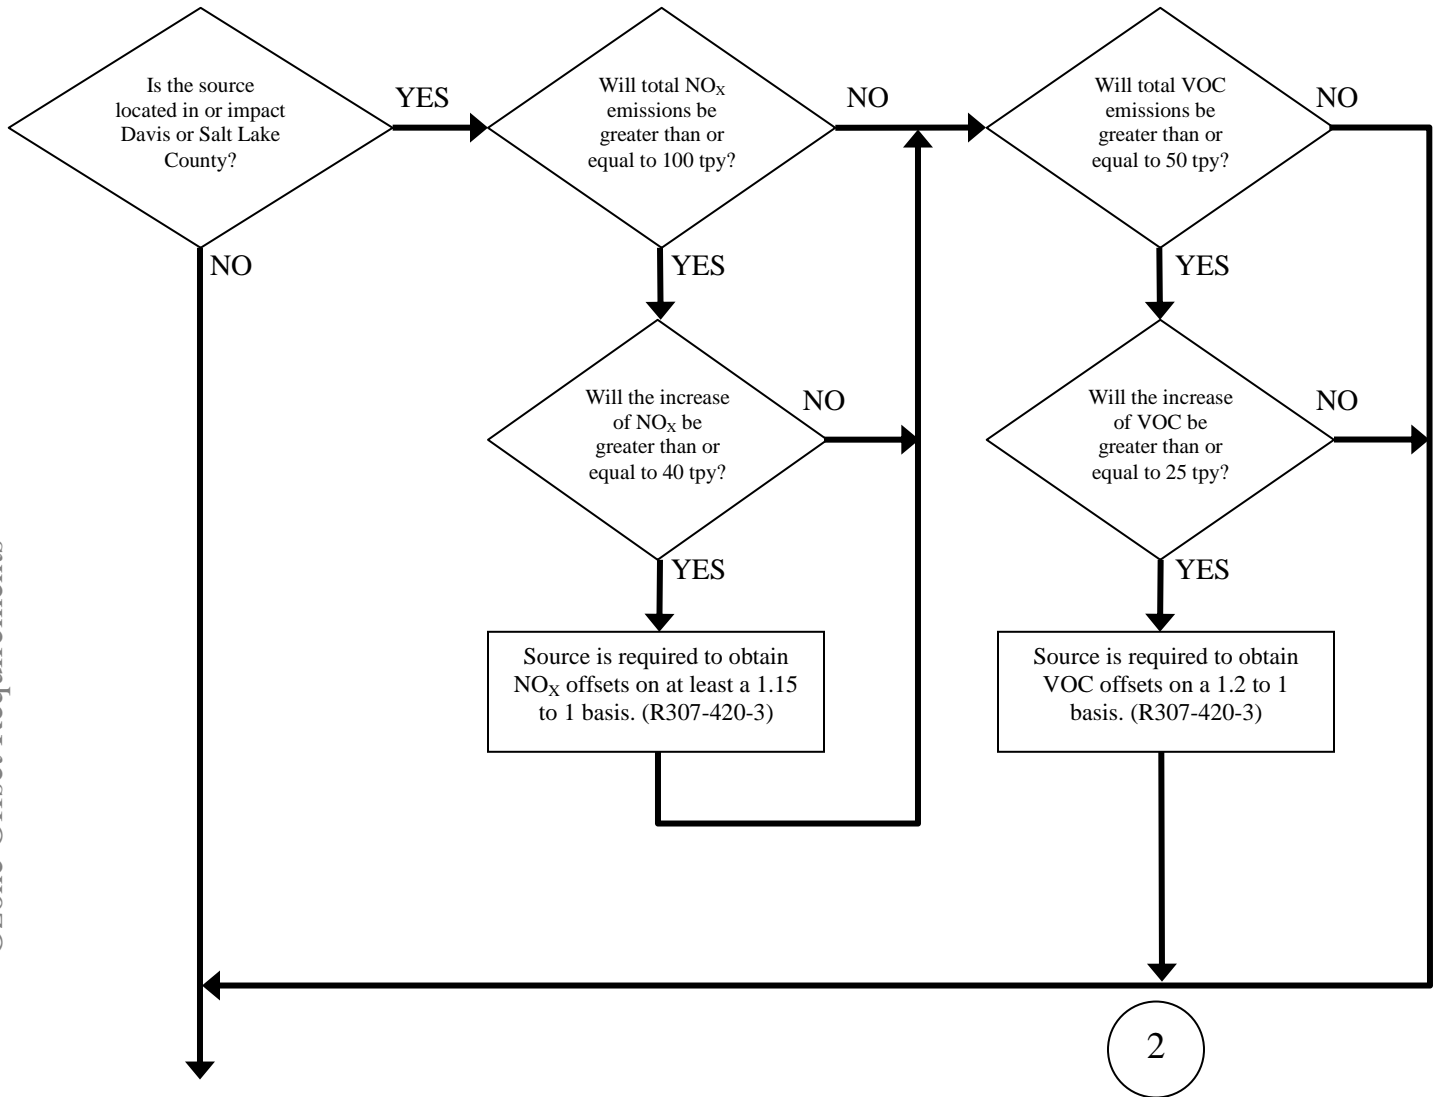 Is the source
located in or impact
Davis or Salt Lake
County?
YES
NO
Will total NOX
emissions be
greater than or
equal to 100 tpy?
NO
YES
Will total VOC
emissions be
greater than or
equal to 50 tpy?
NO
YES
Will the increase
of NOX be
greater than or
equal to 40 tpy?
NO
YES
Will the increase
of VOC be
greater than or
equal to 25 tpy?
NO
YES
Source is required to obtain
NOX offsets on at least a 1.15
to 1 basis. (R307-420-3)
Source is required to obtain
VOC offsets on a 1.2 to 1
basis. (R307-420-3)
Ozone Offset Requirements
2